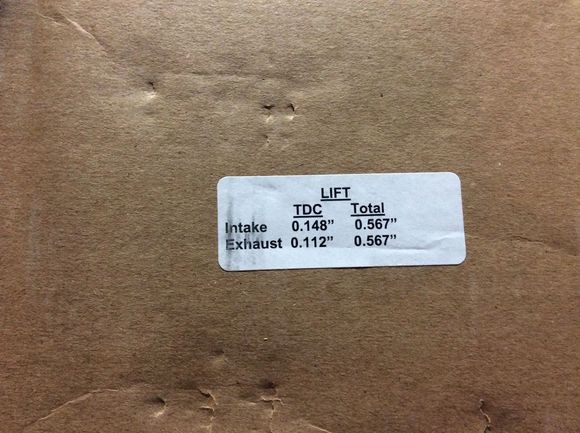 LIFT
TDC Total
Intake 0.148” 0.567”
Exhaust 0.112” 0.567”